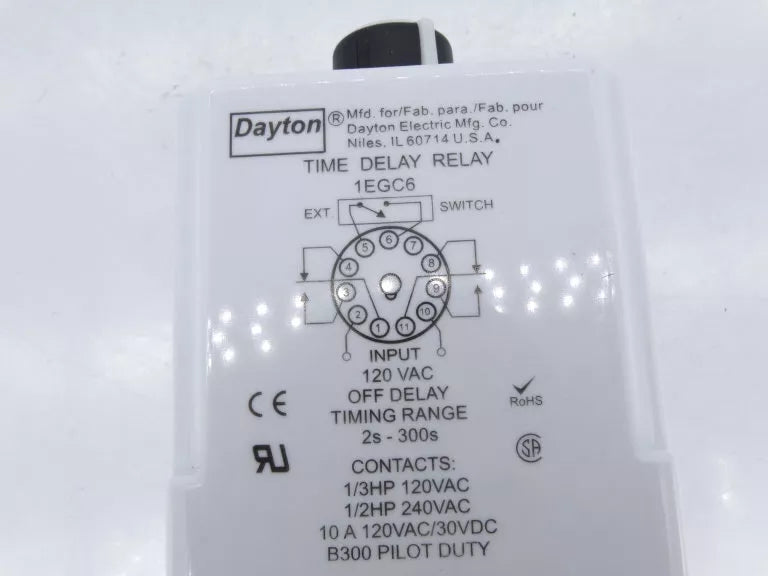 Dayton ® Mfd. for/Fab. para./Fab. pour
Dayton Electric Mfg. Co.
Niles, IL 60714 U.S.A.
TIME DELAY RELAY
1EGC6
EXT. SWITCH
5 6 7
4 8
3 9
2 10
1 11
INPUT
120 VAC
CE OFF DELAY
RoHS
TIMING RANGE
2s - 300s
RU SA
CONTACTS:
1/3HP 120VAC
1/2HP 240VAC
10 A 120VAC/30VDC
B300 PILOT DUTY